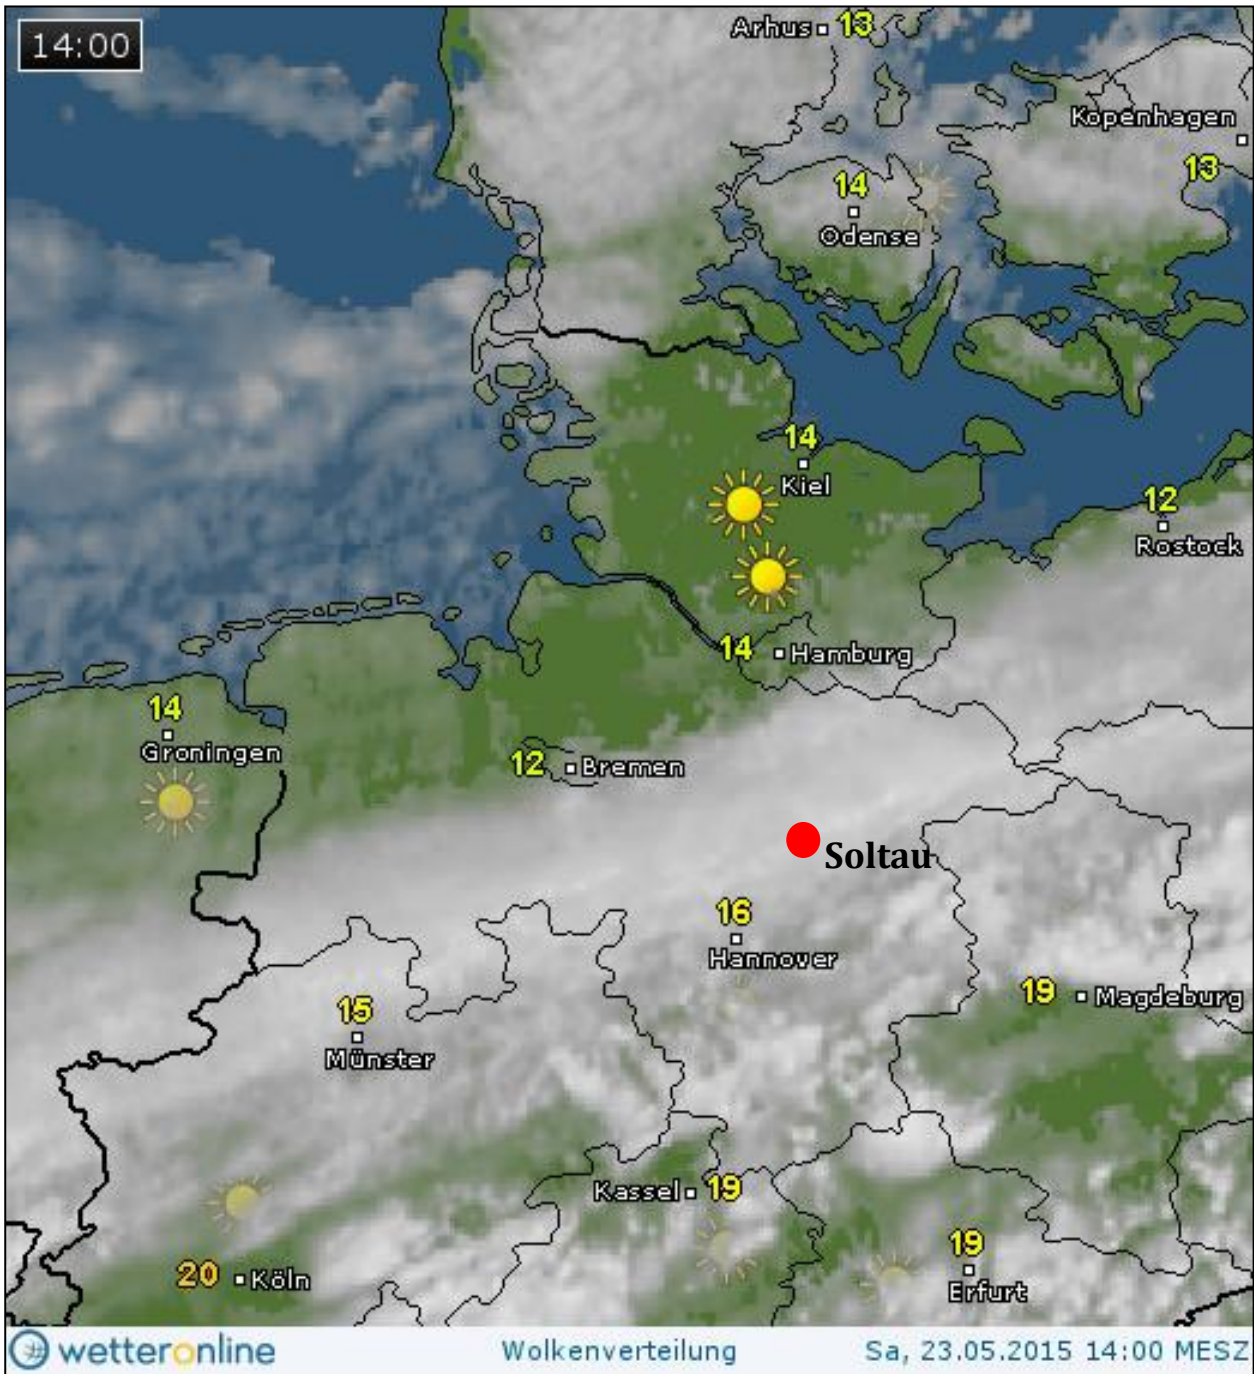 14:00
Arhus 13
Kopenhagen
13
14
Odense
14
Kiel
12
Rostock
14 Hamburg
14
Groningen
12 Bremen
Soltau
16
Hannover
19 Magdeburg
15
Münster
Kassel 19
19
Erfurt
20 Köln
wetteronline Wolkenverteilung Sa, 23.05.2015 14:00 MESZ